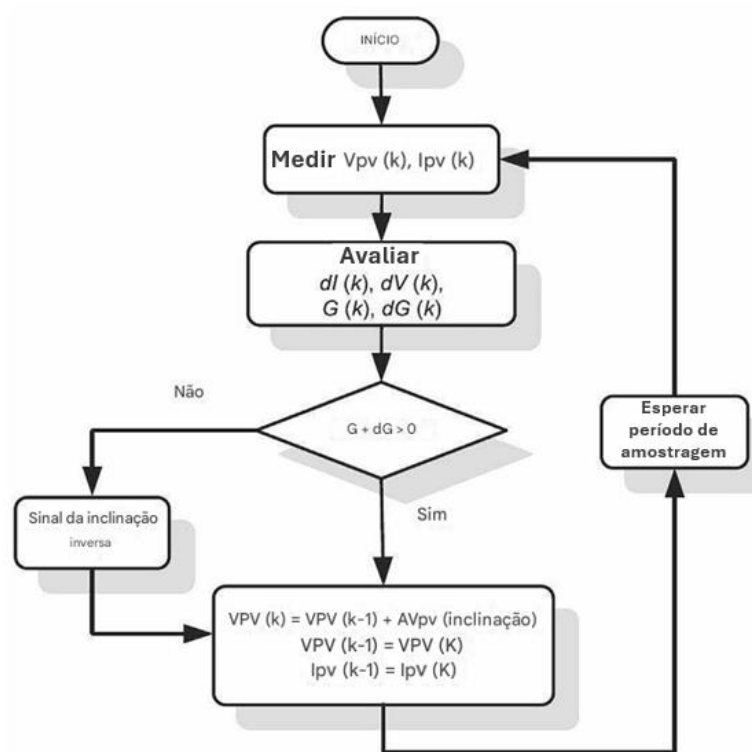 INÍCIO
Medir Vpv (k), Ipv (k)
Avaliar
dI (k), dV (k),
G (k), dG (k)
Não
G + dG > 0
Sim
Esperar
período de
amostragem
Sinal da inclinação
inversa
VPV (k) = VPV (k-1) + AVpv (inclinação)
VPV (k-1) = VPV (K)
Ipv (k-1) = Ipv (K)